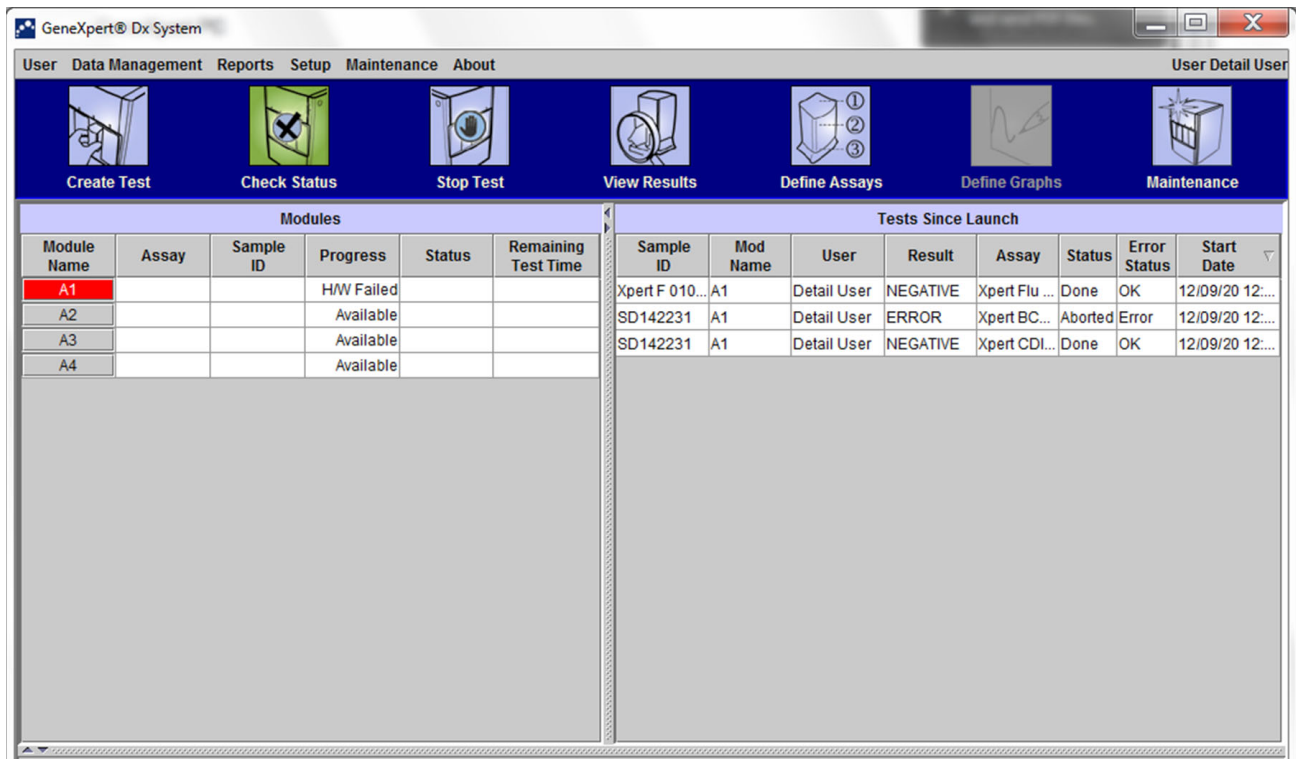 GeneXpert® Dx System
User Data Management Reports Setup Maintenance About User Detail User
Create Test Check Status Stop Test View Results Define Assays Define Graphs Maintenance
① ② ③
Modules
Module Name Assay Sample ID Progress Status Remaining Test Time
A1 H/W Failed
A2 Available
A3 Available
A4 Available
Tests Since Launch
Sample ID Mod Name User Result Assay Status Error Status Start Date
Xpert F 010... A1 Detail User NEGATIVE Xpert Flu ... Done OK 12/09/20 12:...
SD142231 A1 Detail User ERROR Xpert BC... Aborted Error 12/09/20 12:...
SD142231 A1 Detail User NEGATIVE Xpert CDI... Done OK 12/09/20 12:...